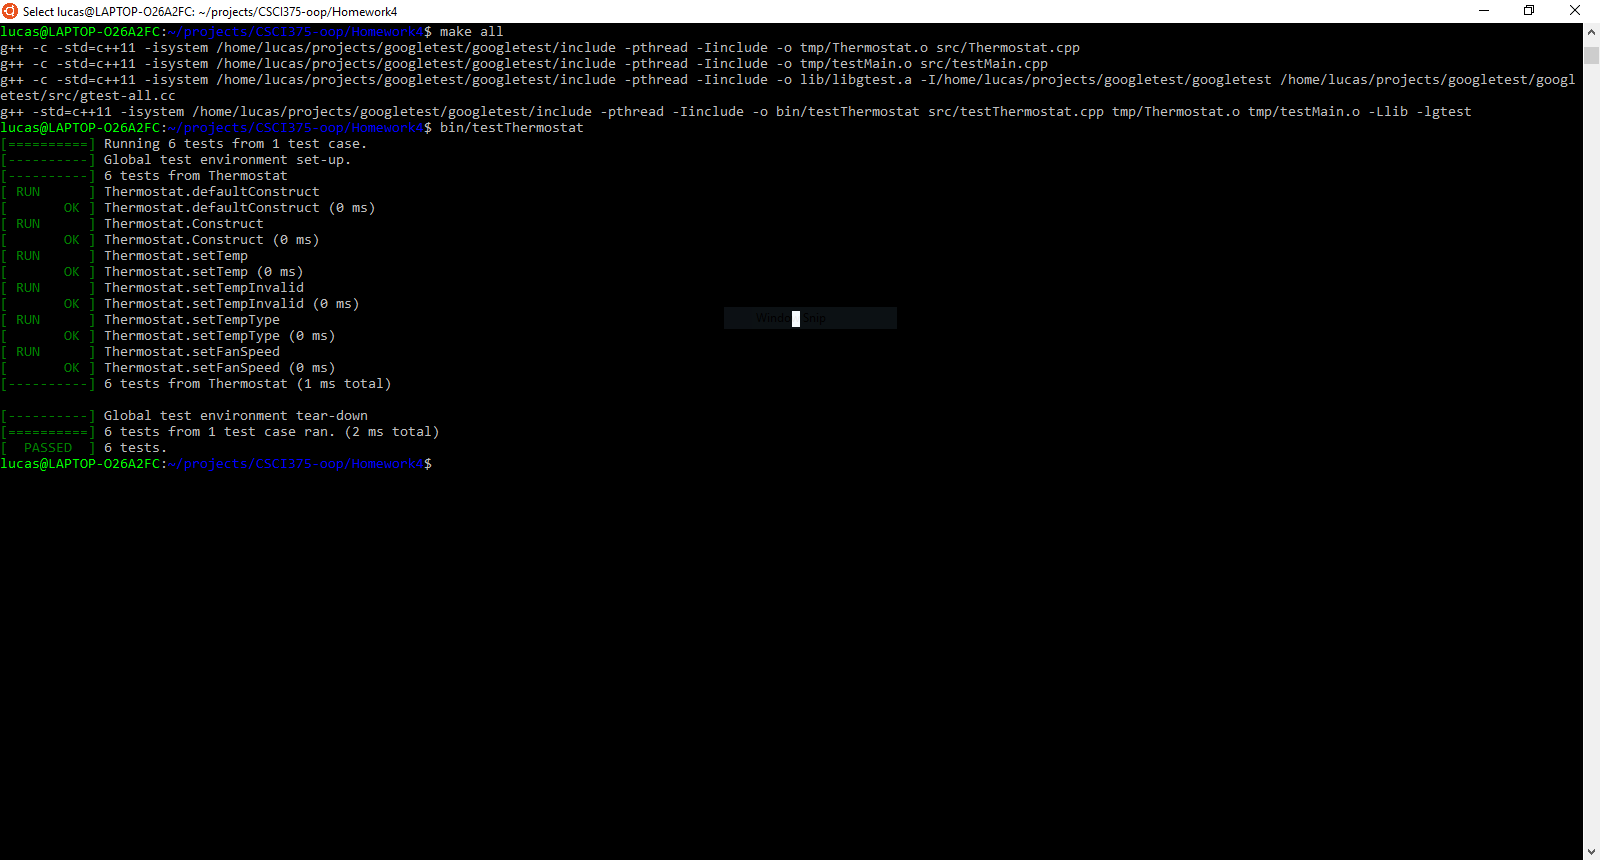 Select lucas@LAPTOP-O26A2FC: ~/projects/CSCI375-oop/Homework4
lucas@LAPTOP-O26A2FC:~/projects/CSCI375-oop/Homework4$ make all
g++ -c -std=c++11 -isystem /home/lucas/projects/googletest/googletest/include -pthread -Iinclude -o tmp/Thermostat.o src/Thermostat.cpp
g++ -c -std=c++11 -isystem /home/lucas/projects/googletest/googletest/include -pthread -Iinclude -o tmp/testMain.o src/testMain.cpp
g++ -c -std=c++11 -isystem /home/lucas/projects/googletest/googletest/include -pthread -Iinclude -o lib/libgtest.a -I/home/lucas/projects/googletest/googletest /home/lucas/projects/googletest/googl
etest/src/gtest-all.cc
g++ -std=c++11 -isystem /home/lucas/projects/googletest/googletest/include -pthread -Iinclude -o bin/testThermostat src/testThermostat.cpp tmp/Thermostat.o tmp/testMain.o -Llib -lgtest
lucas@LAPTOP-O26A2FC:~/projects/CSCI375-oop/Homework4$ bin/testThermostat
[==========] Running 6 tests from 1 test case.
[----------] Global test environment set-up.
[----------] 6 tests from Thermostat
[ RUN      ] Thermostat.defaultConstruct
[       OK ] Thermostat.defaultConstruct (0 ms)
[ RUN      ] Thermostat.Construct
[       OK ] Thermostat.Construct (0 ms)
[ RUN      ] Thermostat.setTemp
[       OK ] Thermostat.setTemp (0 ms)
[ RUN      ] Thermostat.setTempInvalid
[       OK ] Thermostat.setTempInvalid (0 ms)
[ RUN      ] Thermostat.setTempType
[       OK ] Thermostat.setTempType (0 ms)
[ RUN      ] Thermostat.setFanSpeed
[       OK ] Thermostat.setFanSpeed (0 ms)
[----------] 6 tests from Thermostat (1 ms total)
[----------] Global test environment tear-down
[==========] 6 tests from 1 test case ran. (2 ms total)
[  PASSED  ] 6 tests.
lucas@LAPTOP-O26A2FC:~/projects/CSCI375-oop/Homework4$
Snip